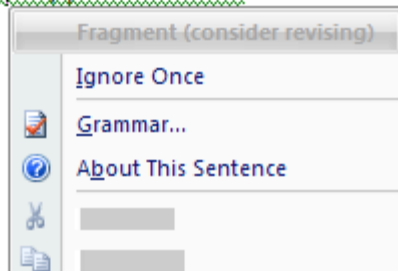 Fragment (consider revising)
Ignore Once
Grammar...
About This Sentence